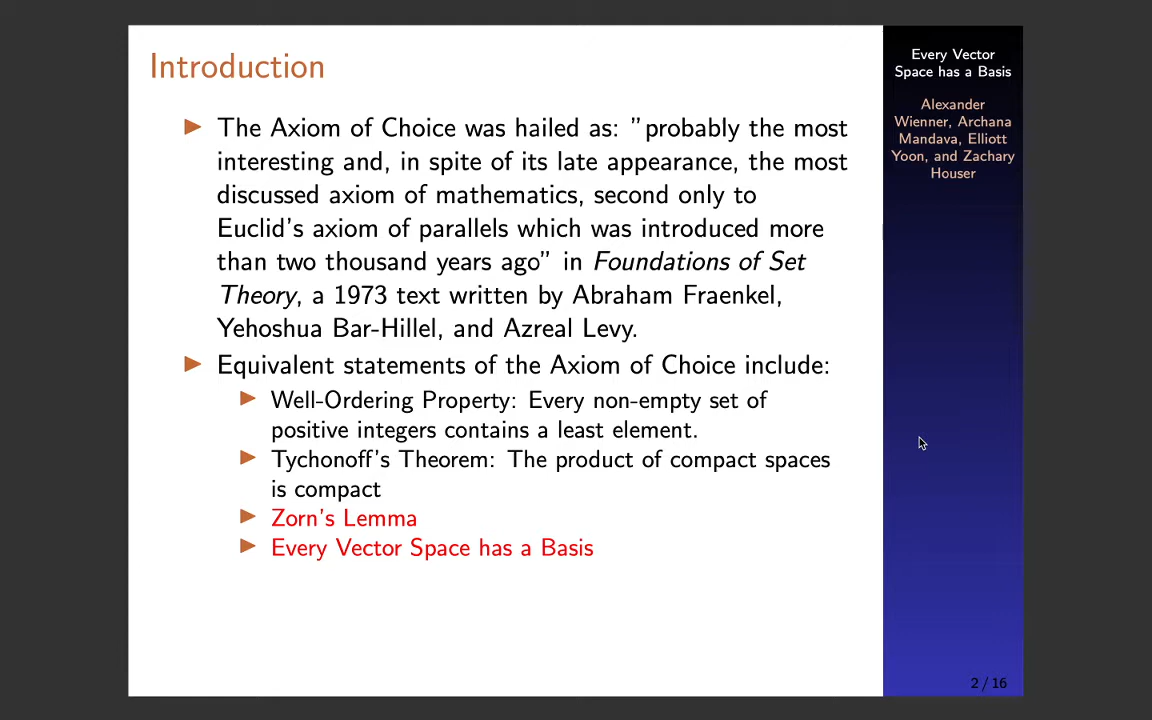 Introduction
▶ The Axiom of Choice was hailed as: ”probably the most
interesting and, in spite of its late appearance, the most
discussed axiom of mathematics, second only to
Euclid’s axiom of parallels which was introduced more
than two thousand years ago” in Foundations of Set
Theory, a 1973 text written by Abraham Fraenkel,
Yehoshua Bar-Hillel, and Azreal Levy.
▶ Equivalent statements of the Axiom of Choice include:
▶ Well-Ordering Property: Every non-empty set of
positive integers contains a least element.
▶ Tychonoff’s Theorem: The product of compact spaces
is compact
▶ Zorn’s Lemma
▶ Every Vector Space has a Basis
Every Vector
Space has a Basis
Alexander
Wienner, Archana
Mandava, Elliott
Yoon, and Zachary
Houser
2 / 16